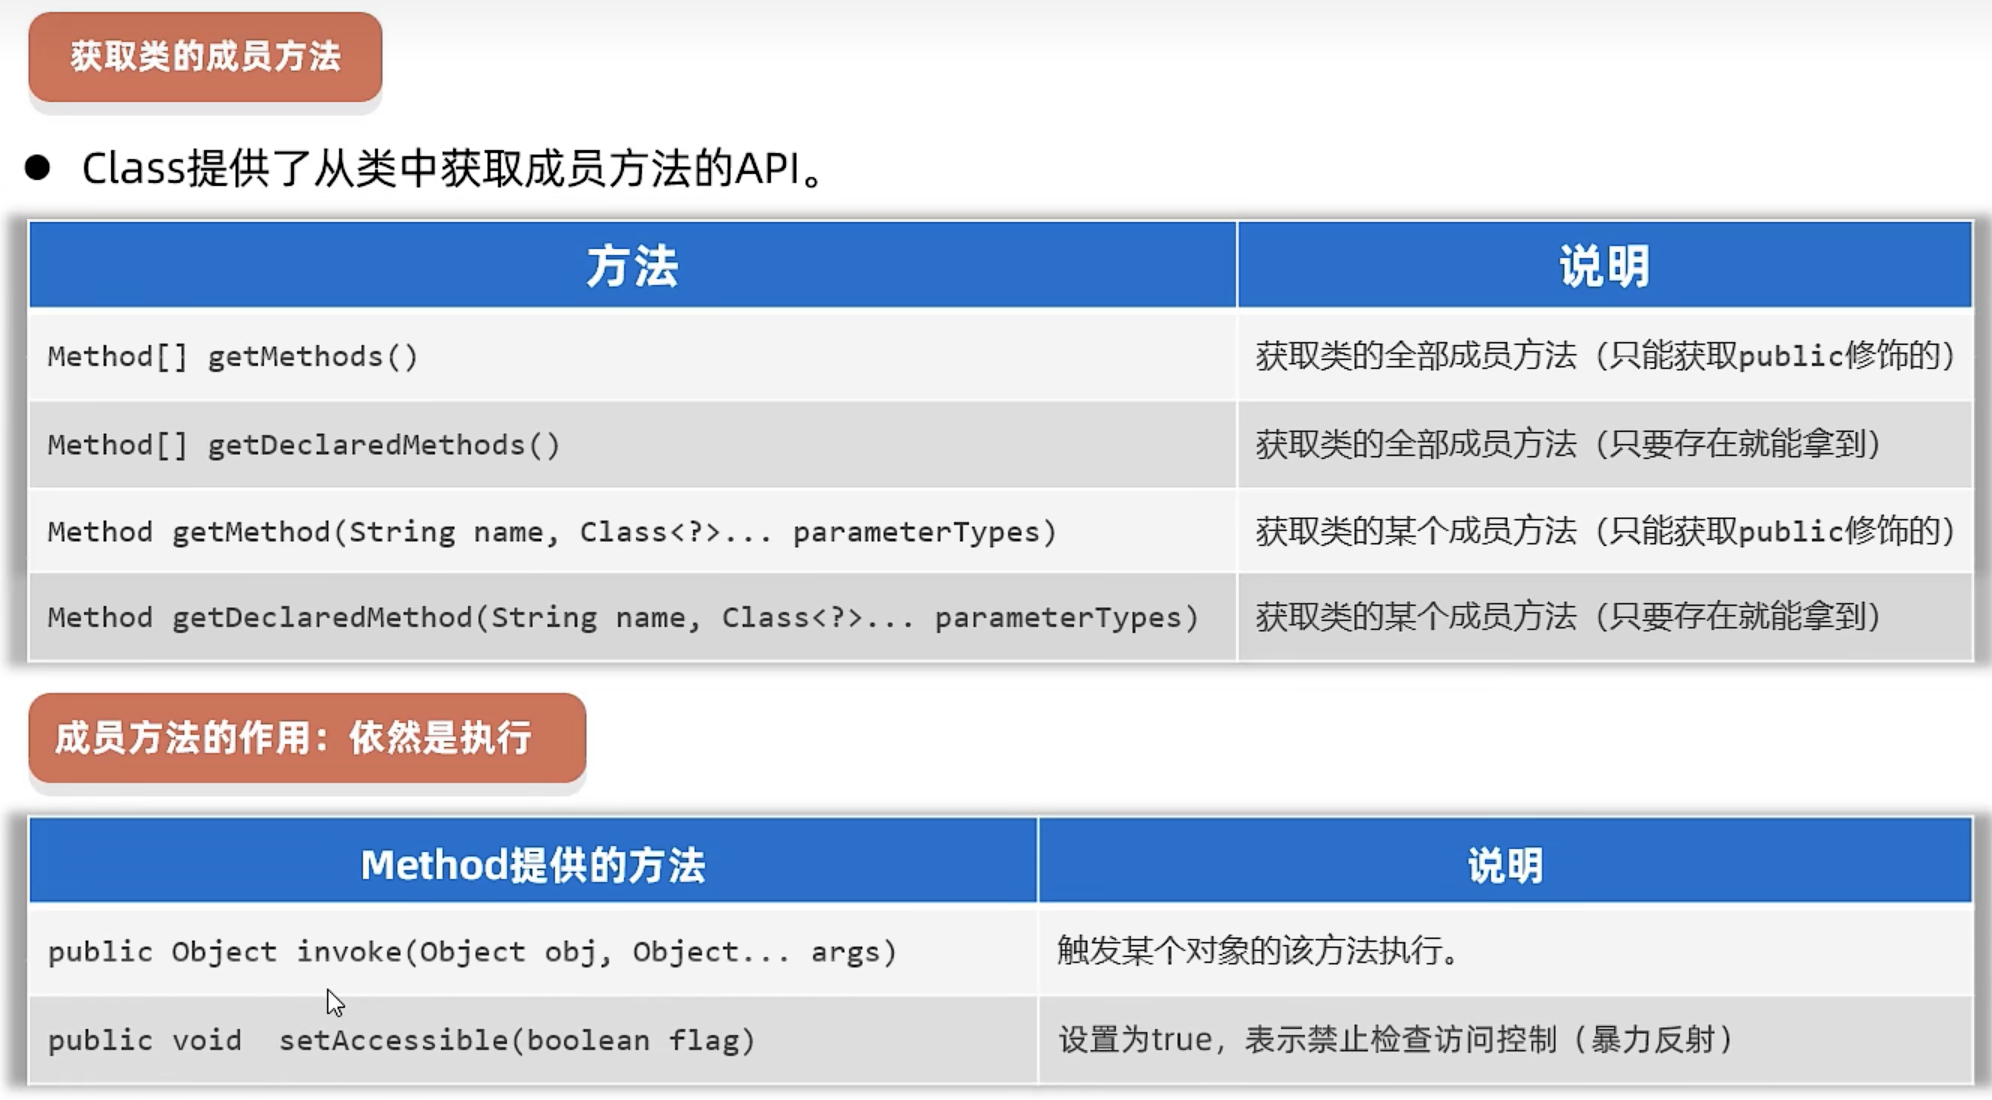 获取类的成员方法
● Class提供了从类中获取成员方法的API。
方法 说明
Method[] getMethods() 获取类的全部成员方法（只能获取public修饰的）
Method[] getDeclaredMethods() 获取类的全部成员方法（只要存在就能拿到）
Method getMethod(String name, Class<?>... parameterTypes) 获取类的某个成员方法（只能获取public修饰的）
Method getDeclaredMethod(String name, Class<?>... parameterTypes) 获取类的某个成员方法（只要存在就能拿到）
成员方法的作用：依然是执行
Method提供的方法 说明
public Object invoke(Object obj, Object... args) 触发某个对象的该方法执行。
public void setAccessible(boolean flag) 设置为true，表示禁止检查访问控制（暴力反射）